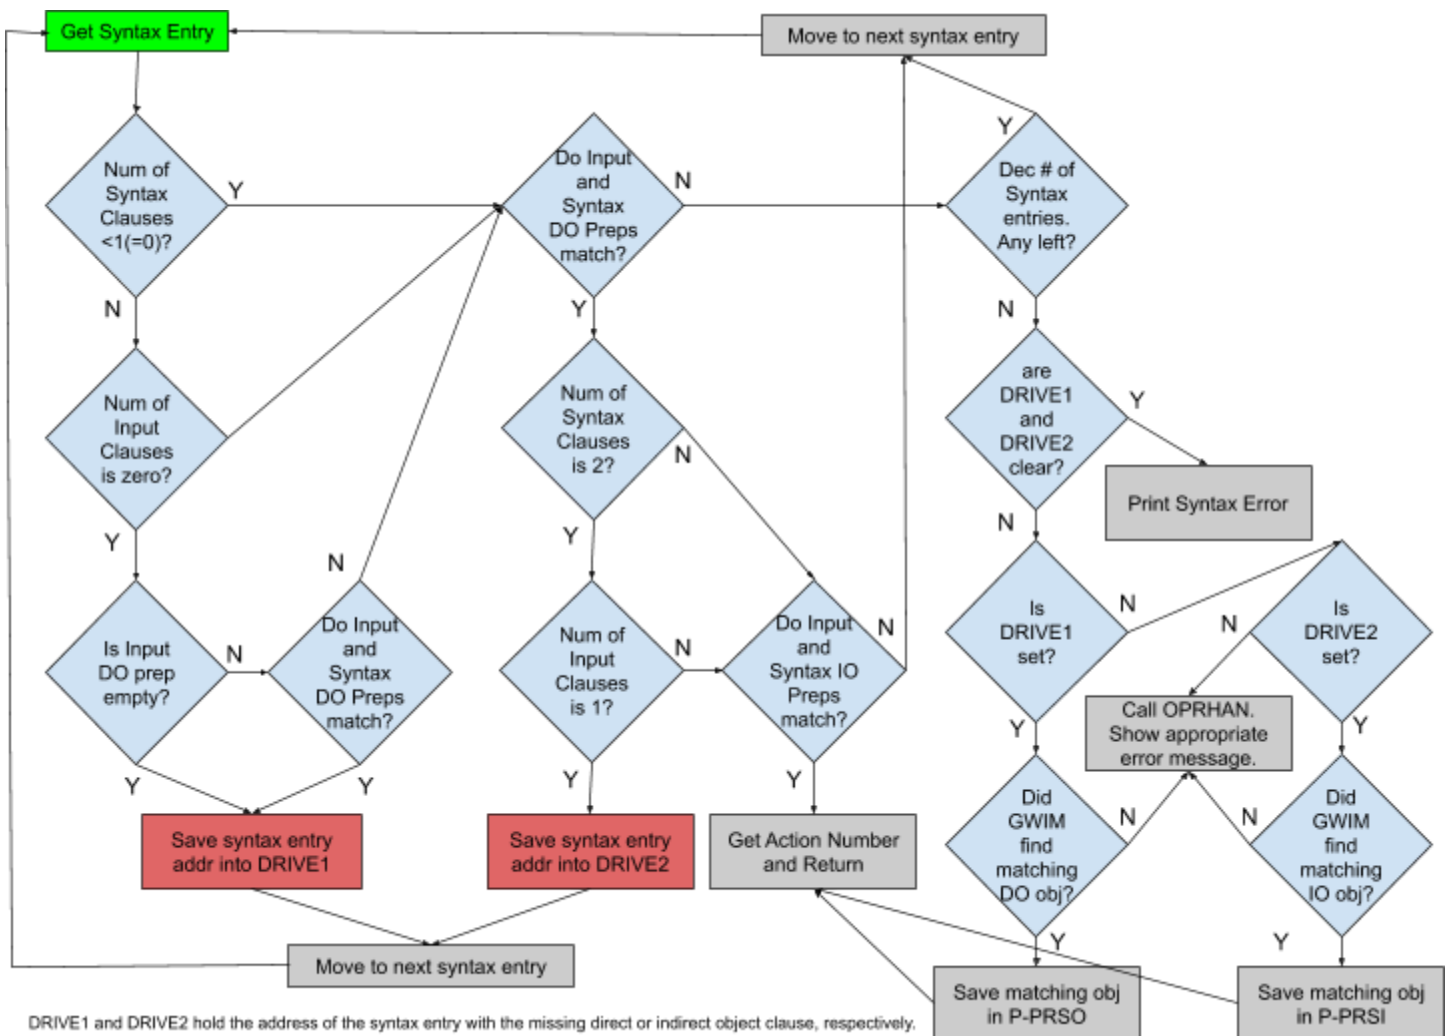 Get Syntax Entry
Move to next syntax entry
Num of
Syntax
Clauses
<1(=0)?
Y
N
Do Input
and
Syntax
DO Preps
match?
N
Y
Dec # of
Syntax
entries.
Any left?
Y
N
Num of
Input
Clauses
is zero?
Y
Num of
Syntax
Clauses
is 2?
N
Y
are
DRIVE1
and
DRIVE2
clear?
Y
N
Print Syntax Error
Is Input
DO prep
empty?
N
Y
Do Input
and
Syntax
DO Preps
match?
N
Y
Num of
Input
Clauses
is 1?
N
Y
Do Input
and
Syntax IO
Preps
match?
N
Y
Is
DRIVE1
set?
N
Y
Is
DRIVE2
set?
N
Y
Call OPRHAN.
Show appropriate
error message.
Save syntax entry
addr into DRIVE1
Save syntax entry
addr into DRIVE2
Get Action Number
and Return
Did
GWIM
find
matching
DO obj?
N
Y
Did
GWIM
find
matching
IO obj?
N
Y
Move to next syntax entry
Save matching obj
in P-PRSO
Save matching obj
in P-PRSI
DRIVE1 and DRIVE2 hold the address of the syntax entry with the missing direct or indirect object clause, respectively.